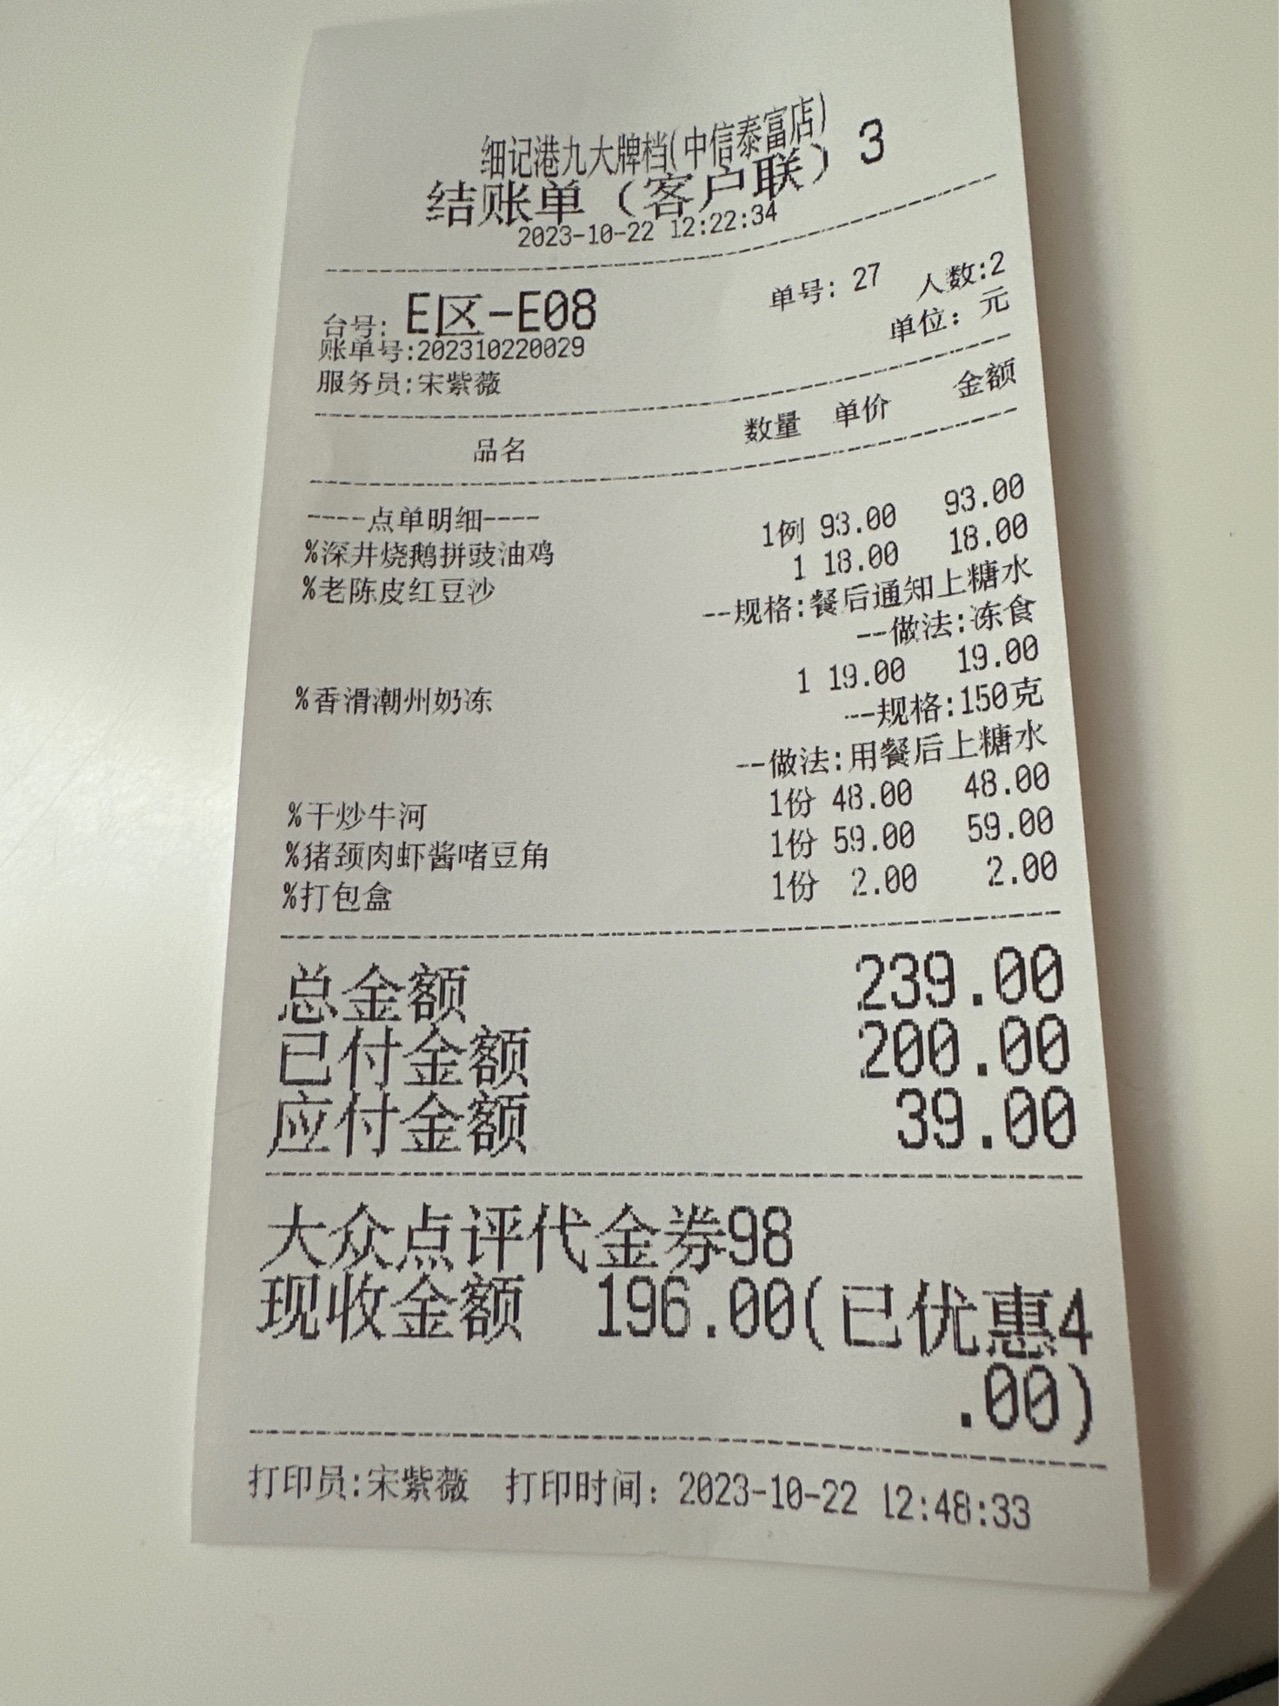 细记港九大牌档(中信泰富店)
结账单（客户联）3
2023-10-22 12:22:34
台号: E区-E08 单号: 27 人数:2
账单号:202310220029 单位: 元
服务员:宋紫薇
品名 数量 单价 金额
----点单明细----
%深井烧鹅拼豉油鸡 1例 93.00 93.00
%老陈皮红豆沙 1 18.00 18.00
--规格:餐后通知上糖水
--做法:冻食
%香滑潮州奶冻 1 19.00 19.00
--规格:150克
--做法:用餐后上糖水
%干炒牛河 1份 48.00 48.00
%猪颈肉虾酱啫豆角 1份 59.00 59.00
%打包盒 1份 2.00 2.00
总金额 239.00
已付金额 200.00
应付金额 39.00
大众点评代金券98
现收金额 196.00(已优惠4
.00)
打印员:宋紫薇 打印时间: 2023-10-22 12:48:33